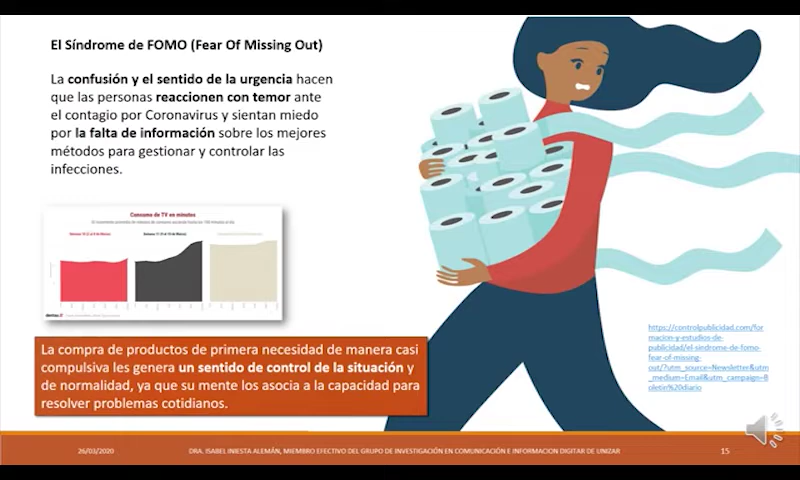 El Síndrome de FOMO (Fear Of Missing Out)
La confusión y el sentido de la urgencia hacen
que las personas reaccionen con temor ante
el contagio por Coronavirus y sientan miedo
por la falta de información sobre los mejores
métodos para gestionar y controlar las
infecciones.
Consumo de TV en minutos
La compra de productos de primera necesidad de manera casi
compulsiva les genera un sentido de control de la situación y
de normalidad, ya que su mente los asocia a la capacidad para
resolver problemas cotidianos.
https://controlpublicidad.com/for
macion-y-estudios-de-
publicidad/el-sindrome-de-fomo-
fear-of-missing-
out/?utm_source=Newsletter&utm
_medium=Email&utm_campaign=B
oletin%20diario
26/03/2020
DRA. ISABEL INIESTA ALEMÁN, MIEMBRO EFECTIVO DEL GRUPO DE INVESTIGACIÓN EN COMUNICACIÓN E INFORMACION DIGITAR DE UNIZAR
15